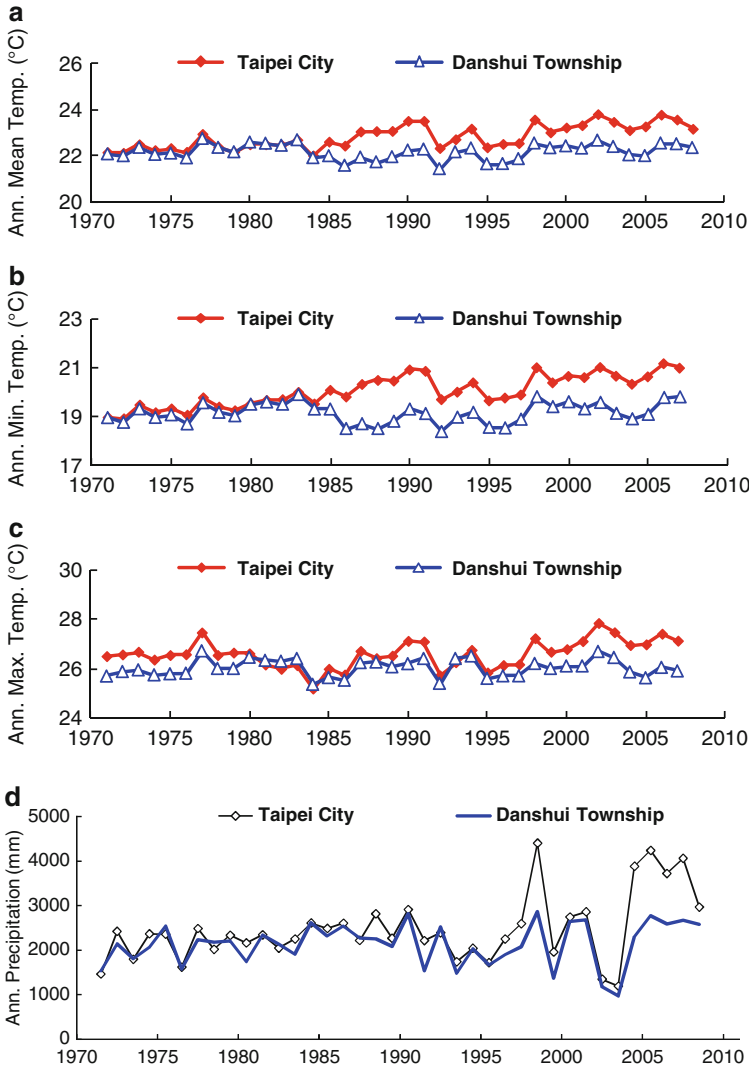 a
Ann. Mean Temp. (°C)
Taipei City Danshui Township
26
24
22
20
1970 1975 1980 1985 1990 1995 2000 2005 2010
b
Ann. Min. Temp. (°C)
Taipei City Danshui Township
23
21
19
17
1970 1975 1980 1985 1990 1995 2000 2005 2010
c
Ann. Max. Temp. (°C)
Taipei City Danshui Township
30
28
26
24
1970 1975 1980 1985 1990 1995 2000 2005 2010
d
Ann. Precipitation (mm)
Taipei City Danshui Township
5000
4000
3000
2000
1000
0
1970 1975 1980 1985 1990 1995 2000 2005 2010